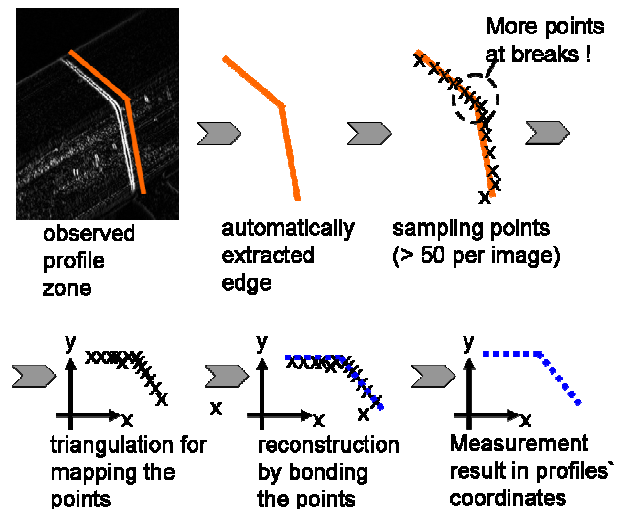 More points
at breaks !
observed
profile
zone
automatically
extracted
edge
sampling points
(> 50 per image)
y
x
triangulation for
mapping the
points
y
x
reconstruction
by bonding
the points
y
x
Measurement
result in profiles`
coordinates